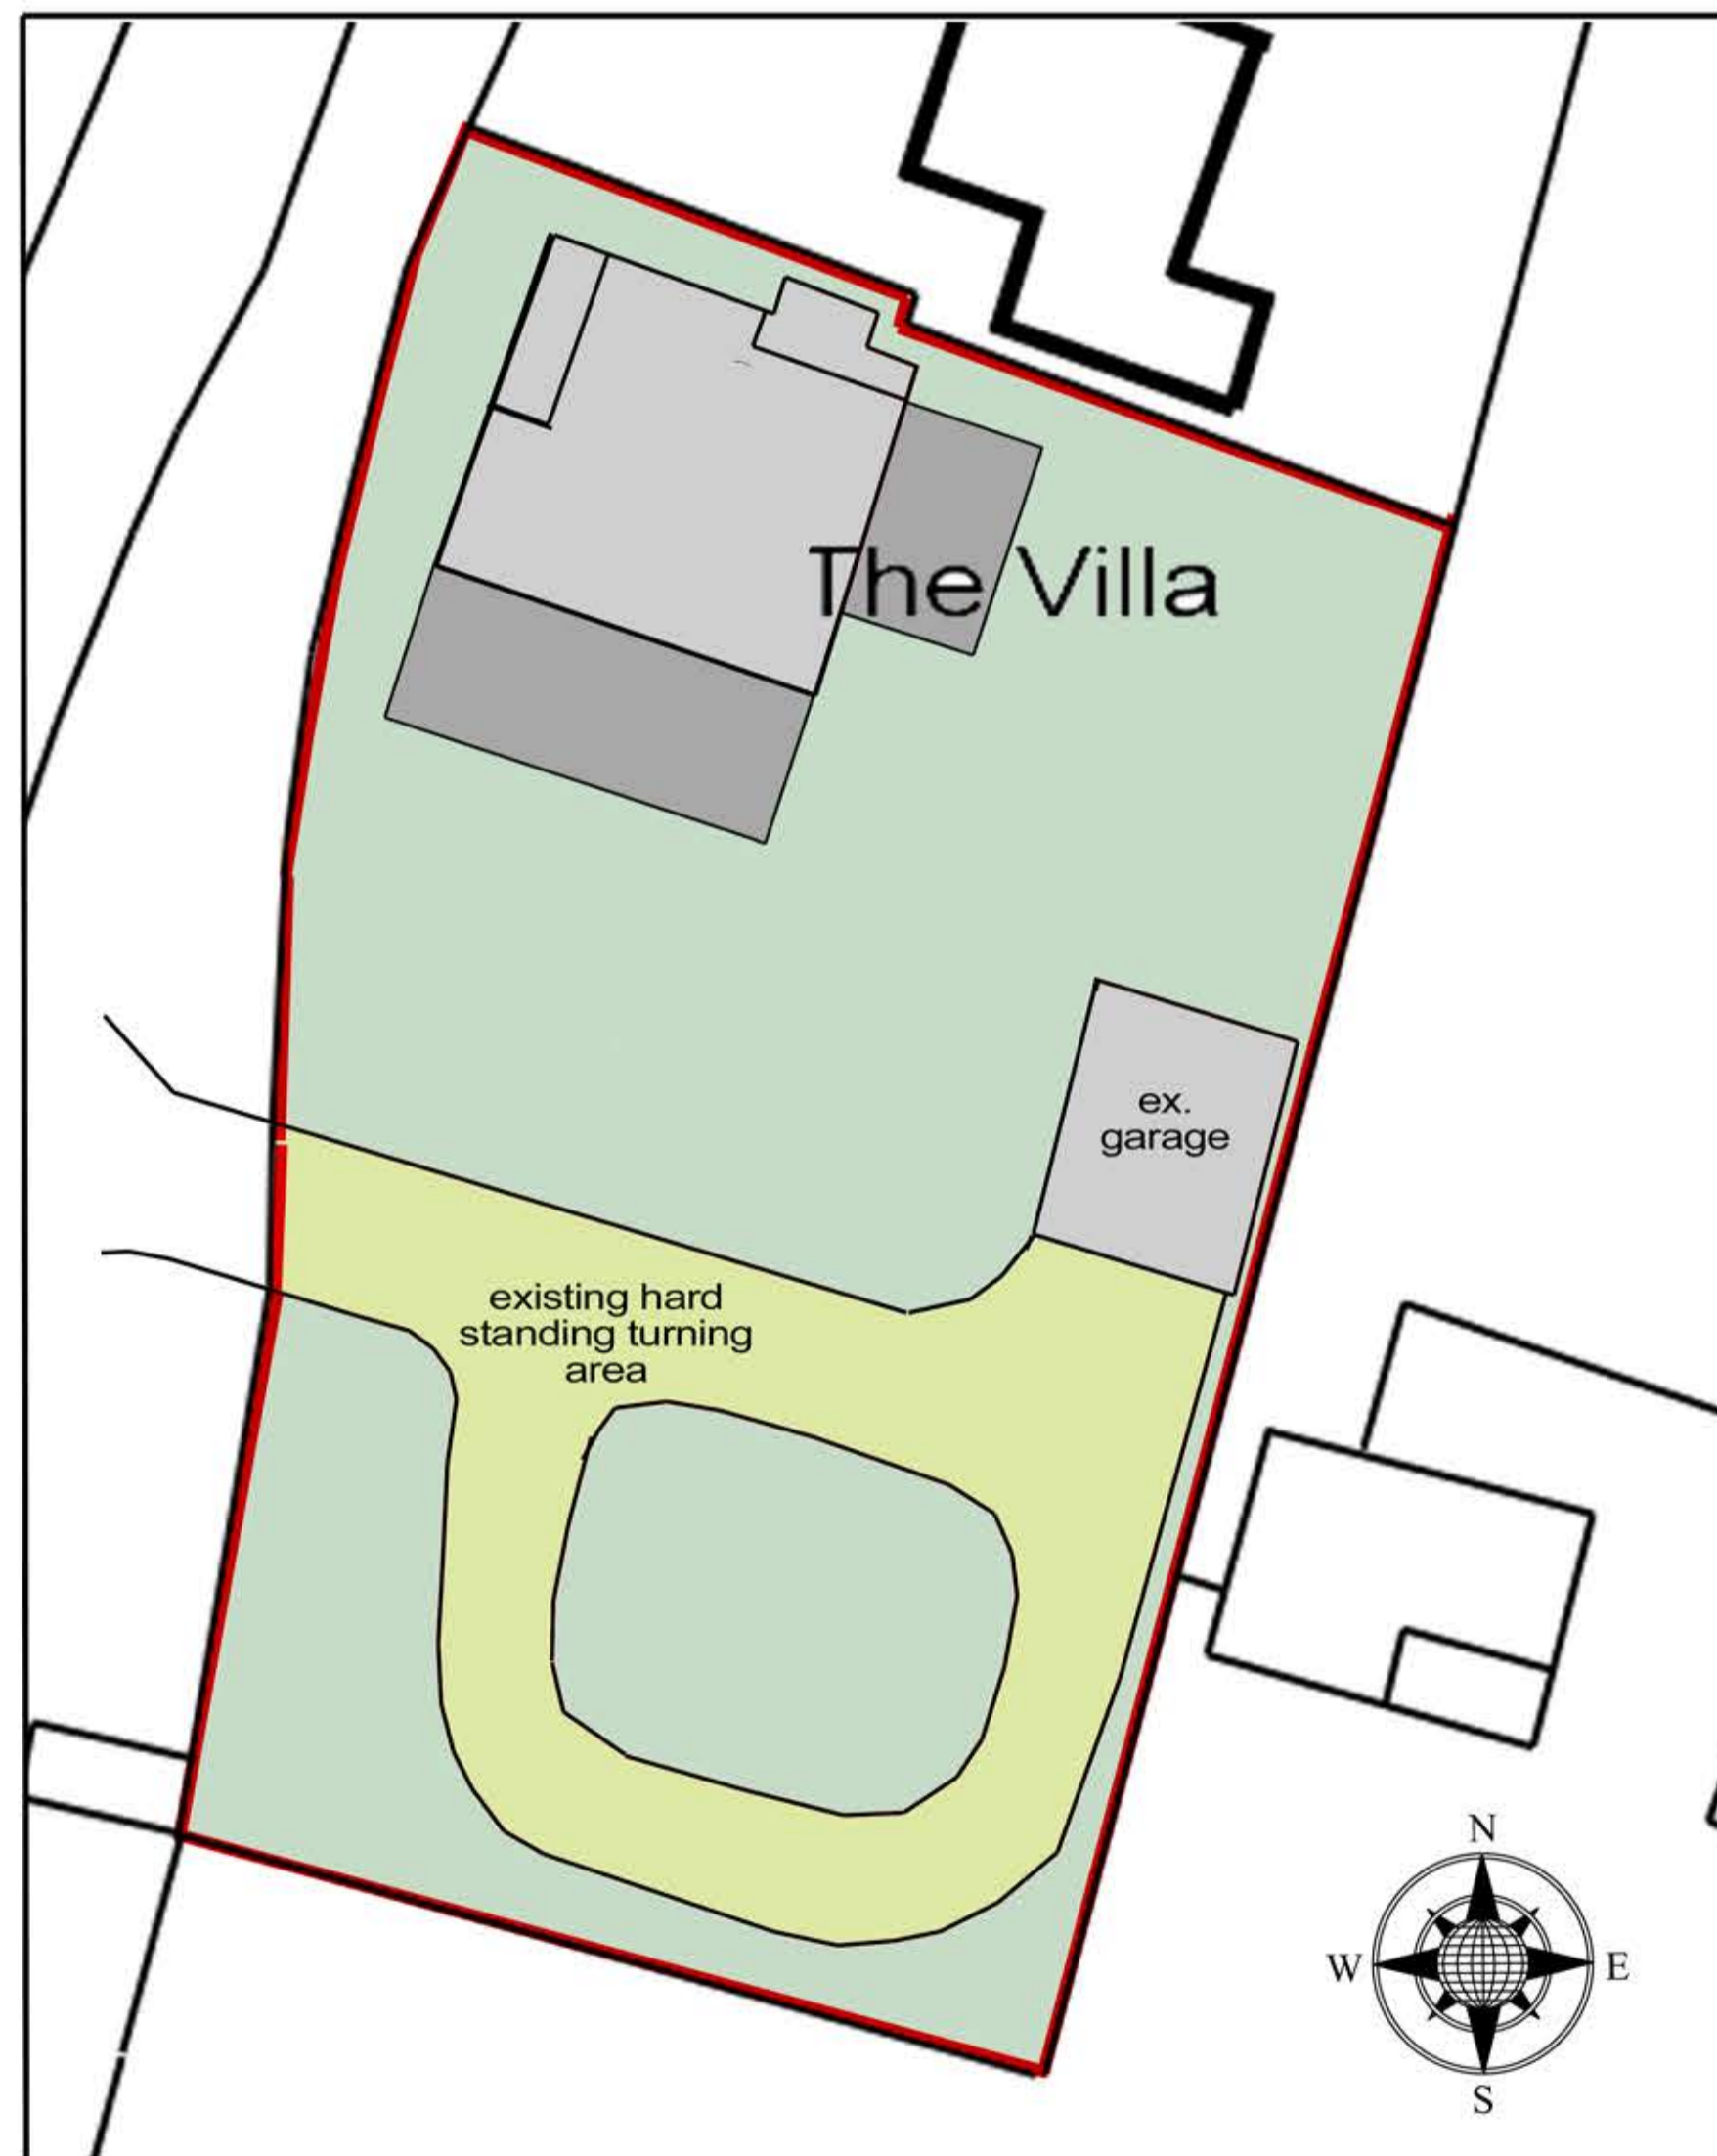 The Villa
ex.
garage
existing hard
standing turning
area
N
W
E
S